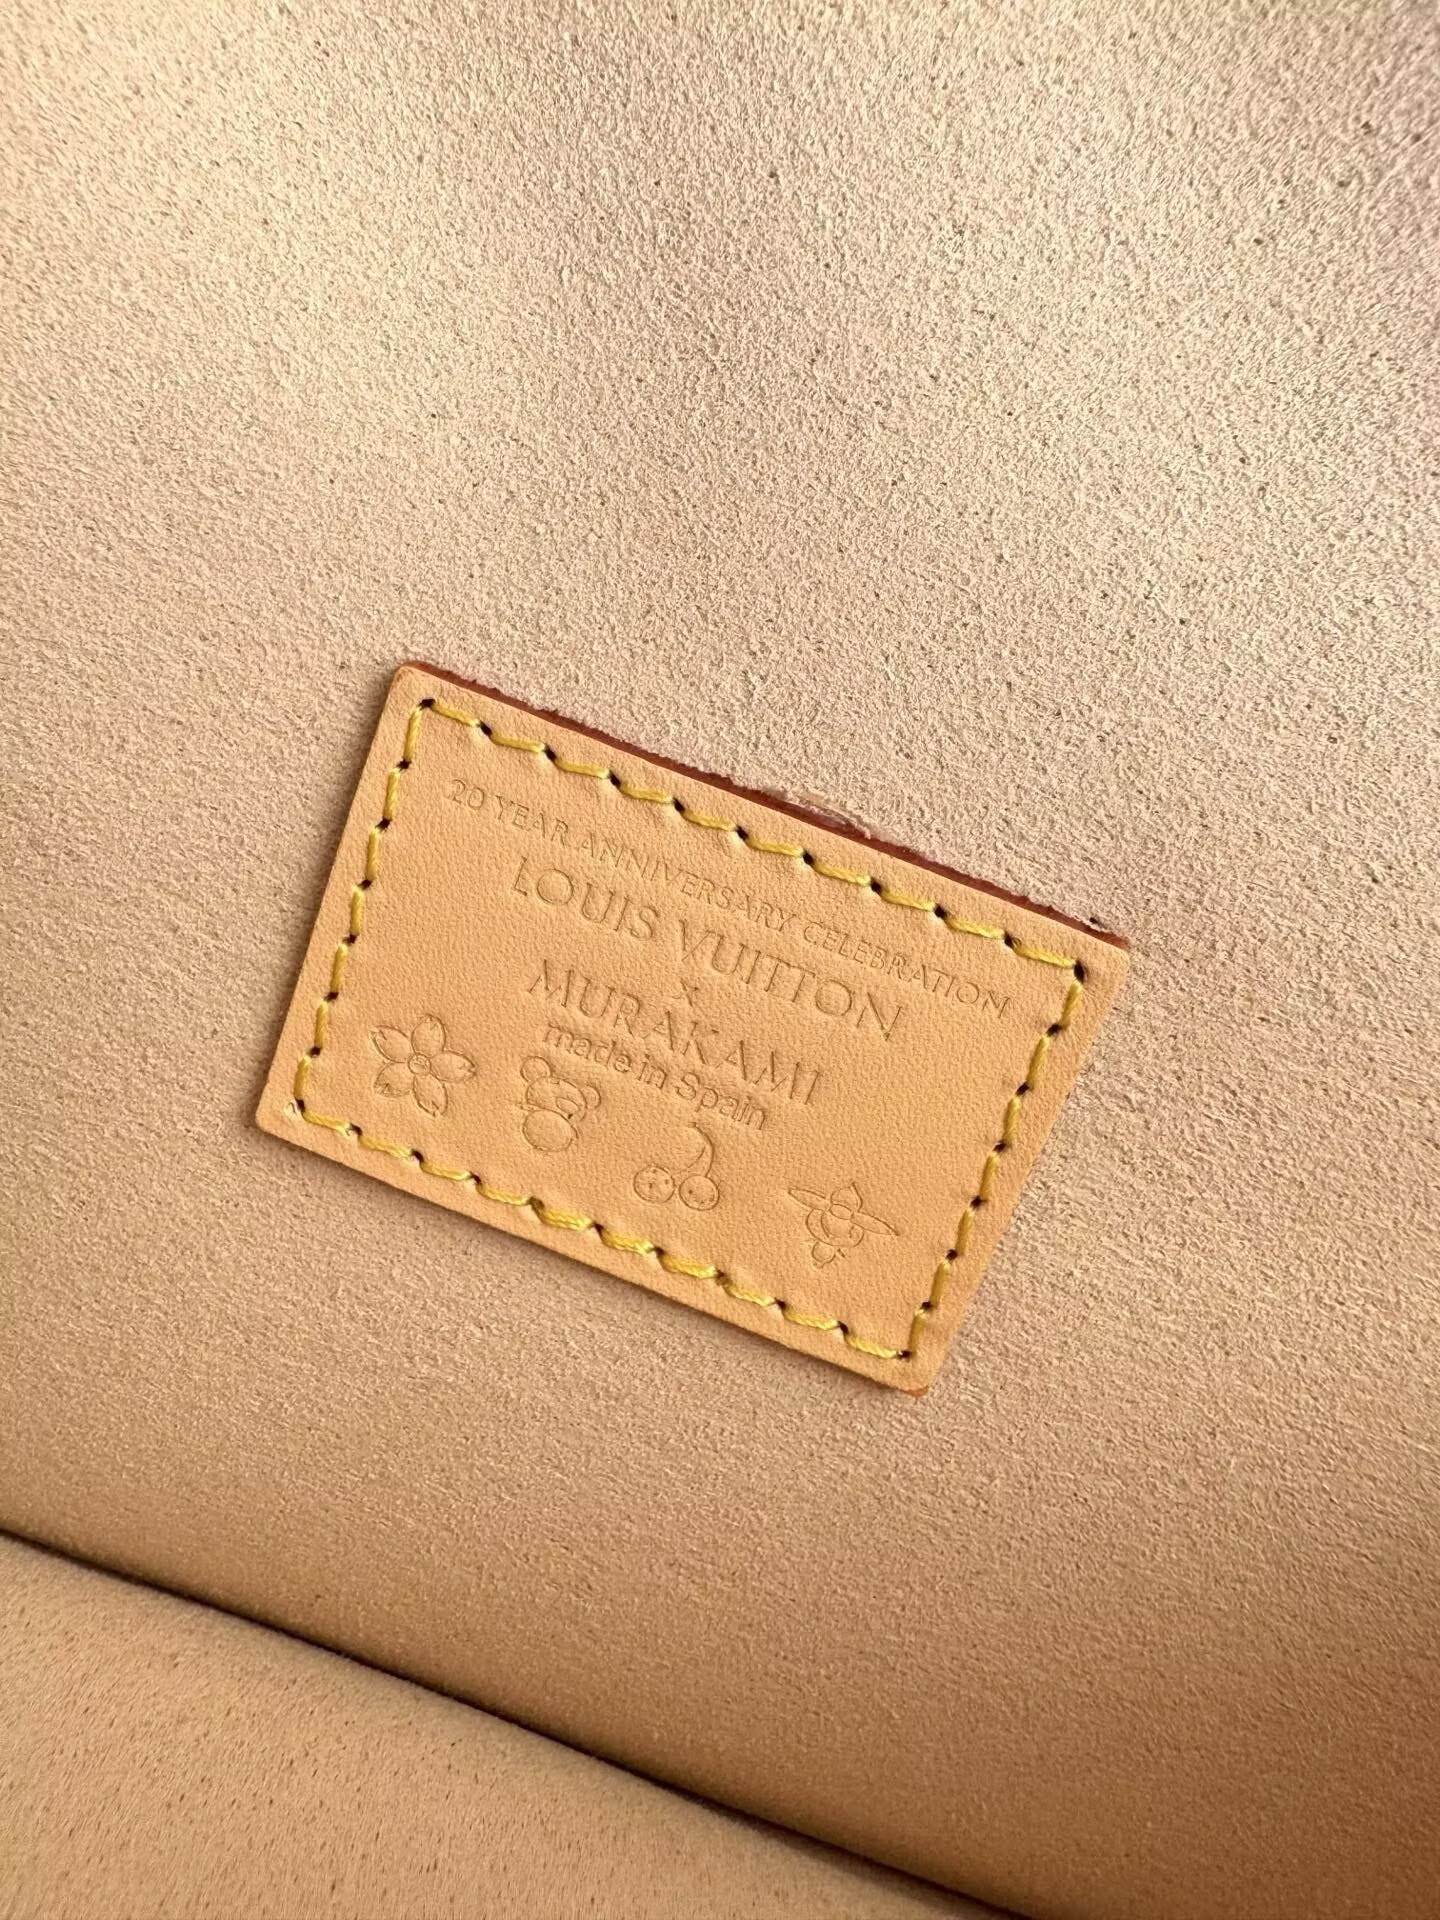 20 YEAR ANNIVERSARY CELEBRATION
LOUIS VUITTON
x
MURAKAMI
made in Spain